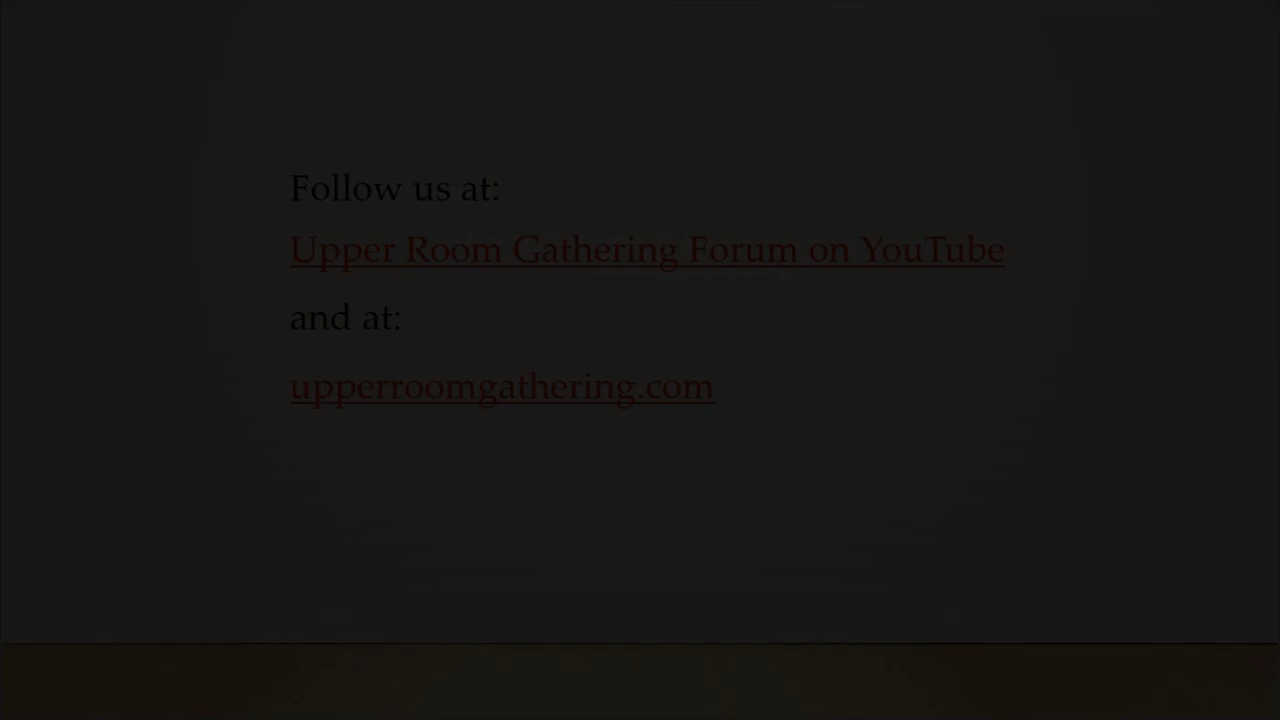 Follow us at:
Upper Room Gathering Forum on YouTube
and at:
upperroomgathering.com